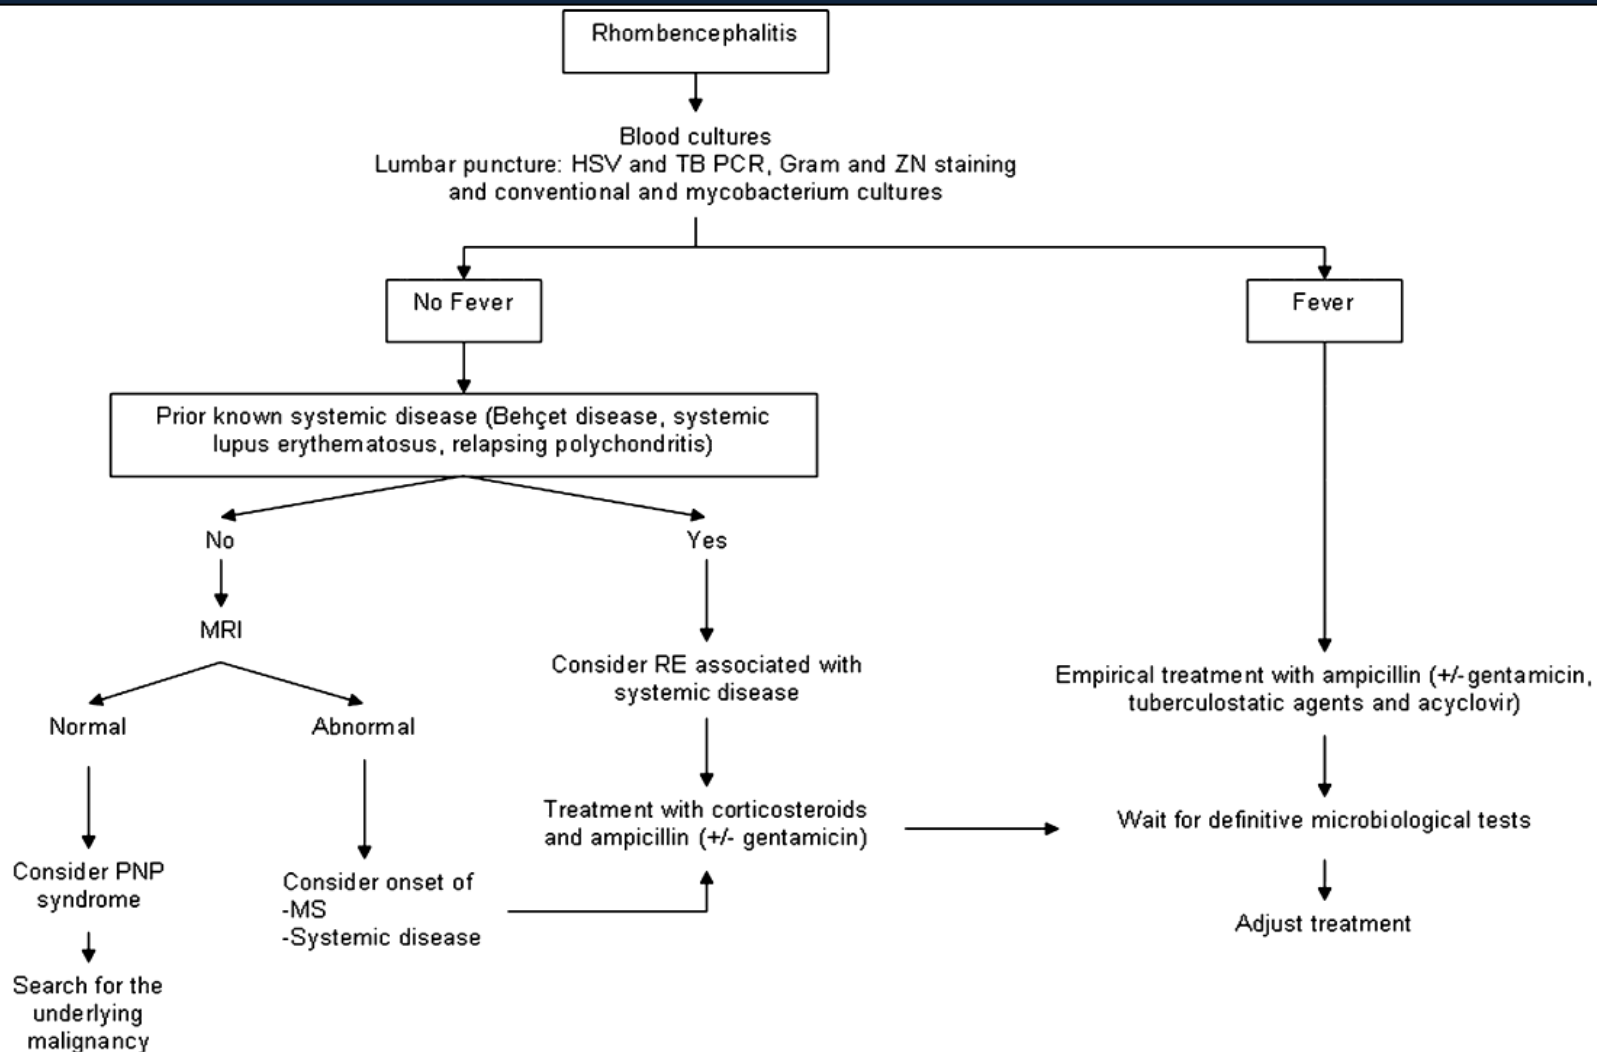 Rhombencephalitis
Blood cultures
Lumbar puncture: HSV and TB PCR, Gram and ZN staining
and conventional and mycobacterium cultures
No Fever
Fever
Prior known systemic disease (Behçet disease, systemic
lupus erythematosus, relapsing polychondritis)
No
Yes
MRI
Consider RE associated with
systemic disease
Empirical treatment with ampicillin (+/-gentamicin,
tuberculostatic agents and acyclovir)
Normal
Abnormal
Treatment with corticosteroids
and ampicillin (+/- gentamicin)
Wait for definitive microbiological tests
Consider PNP
syndrome
Consider onset of
-MS
-Systemic disease
Adjust treatment
Search for the
underlying
malignancy